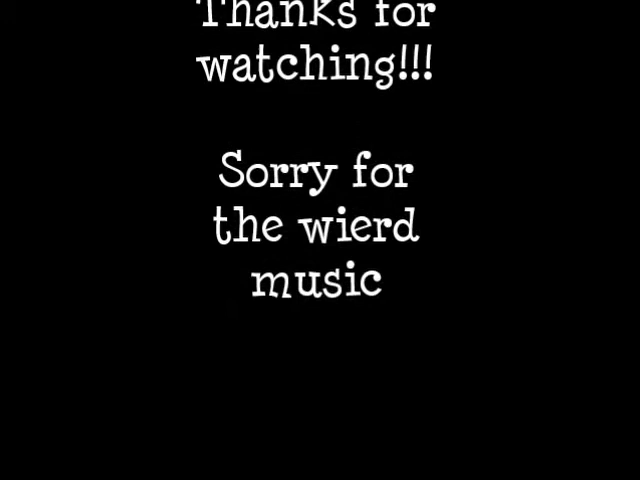 Thanks for
watching!!!
Sorry for
the wierd
music